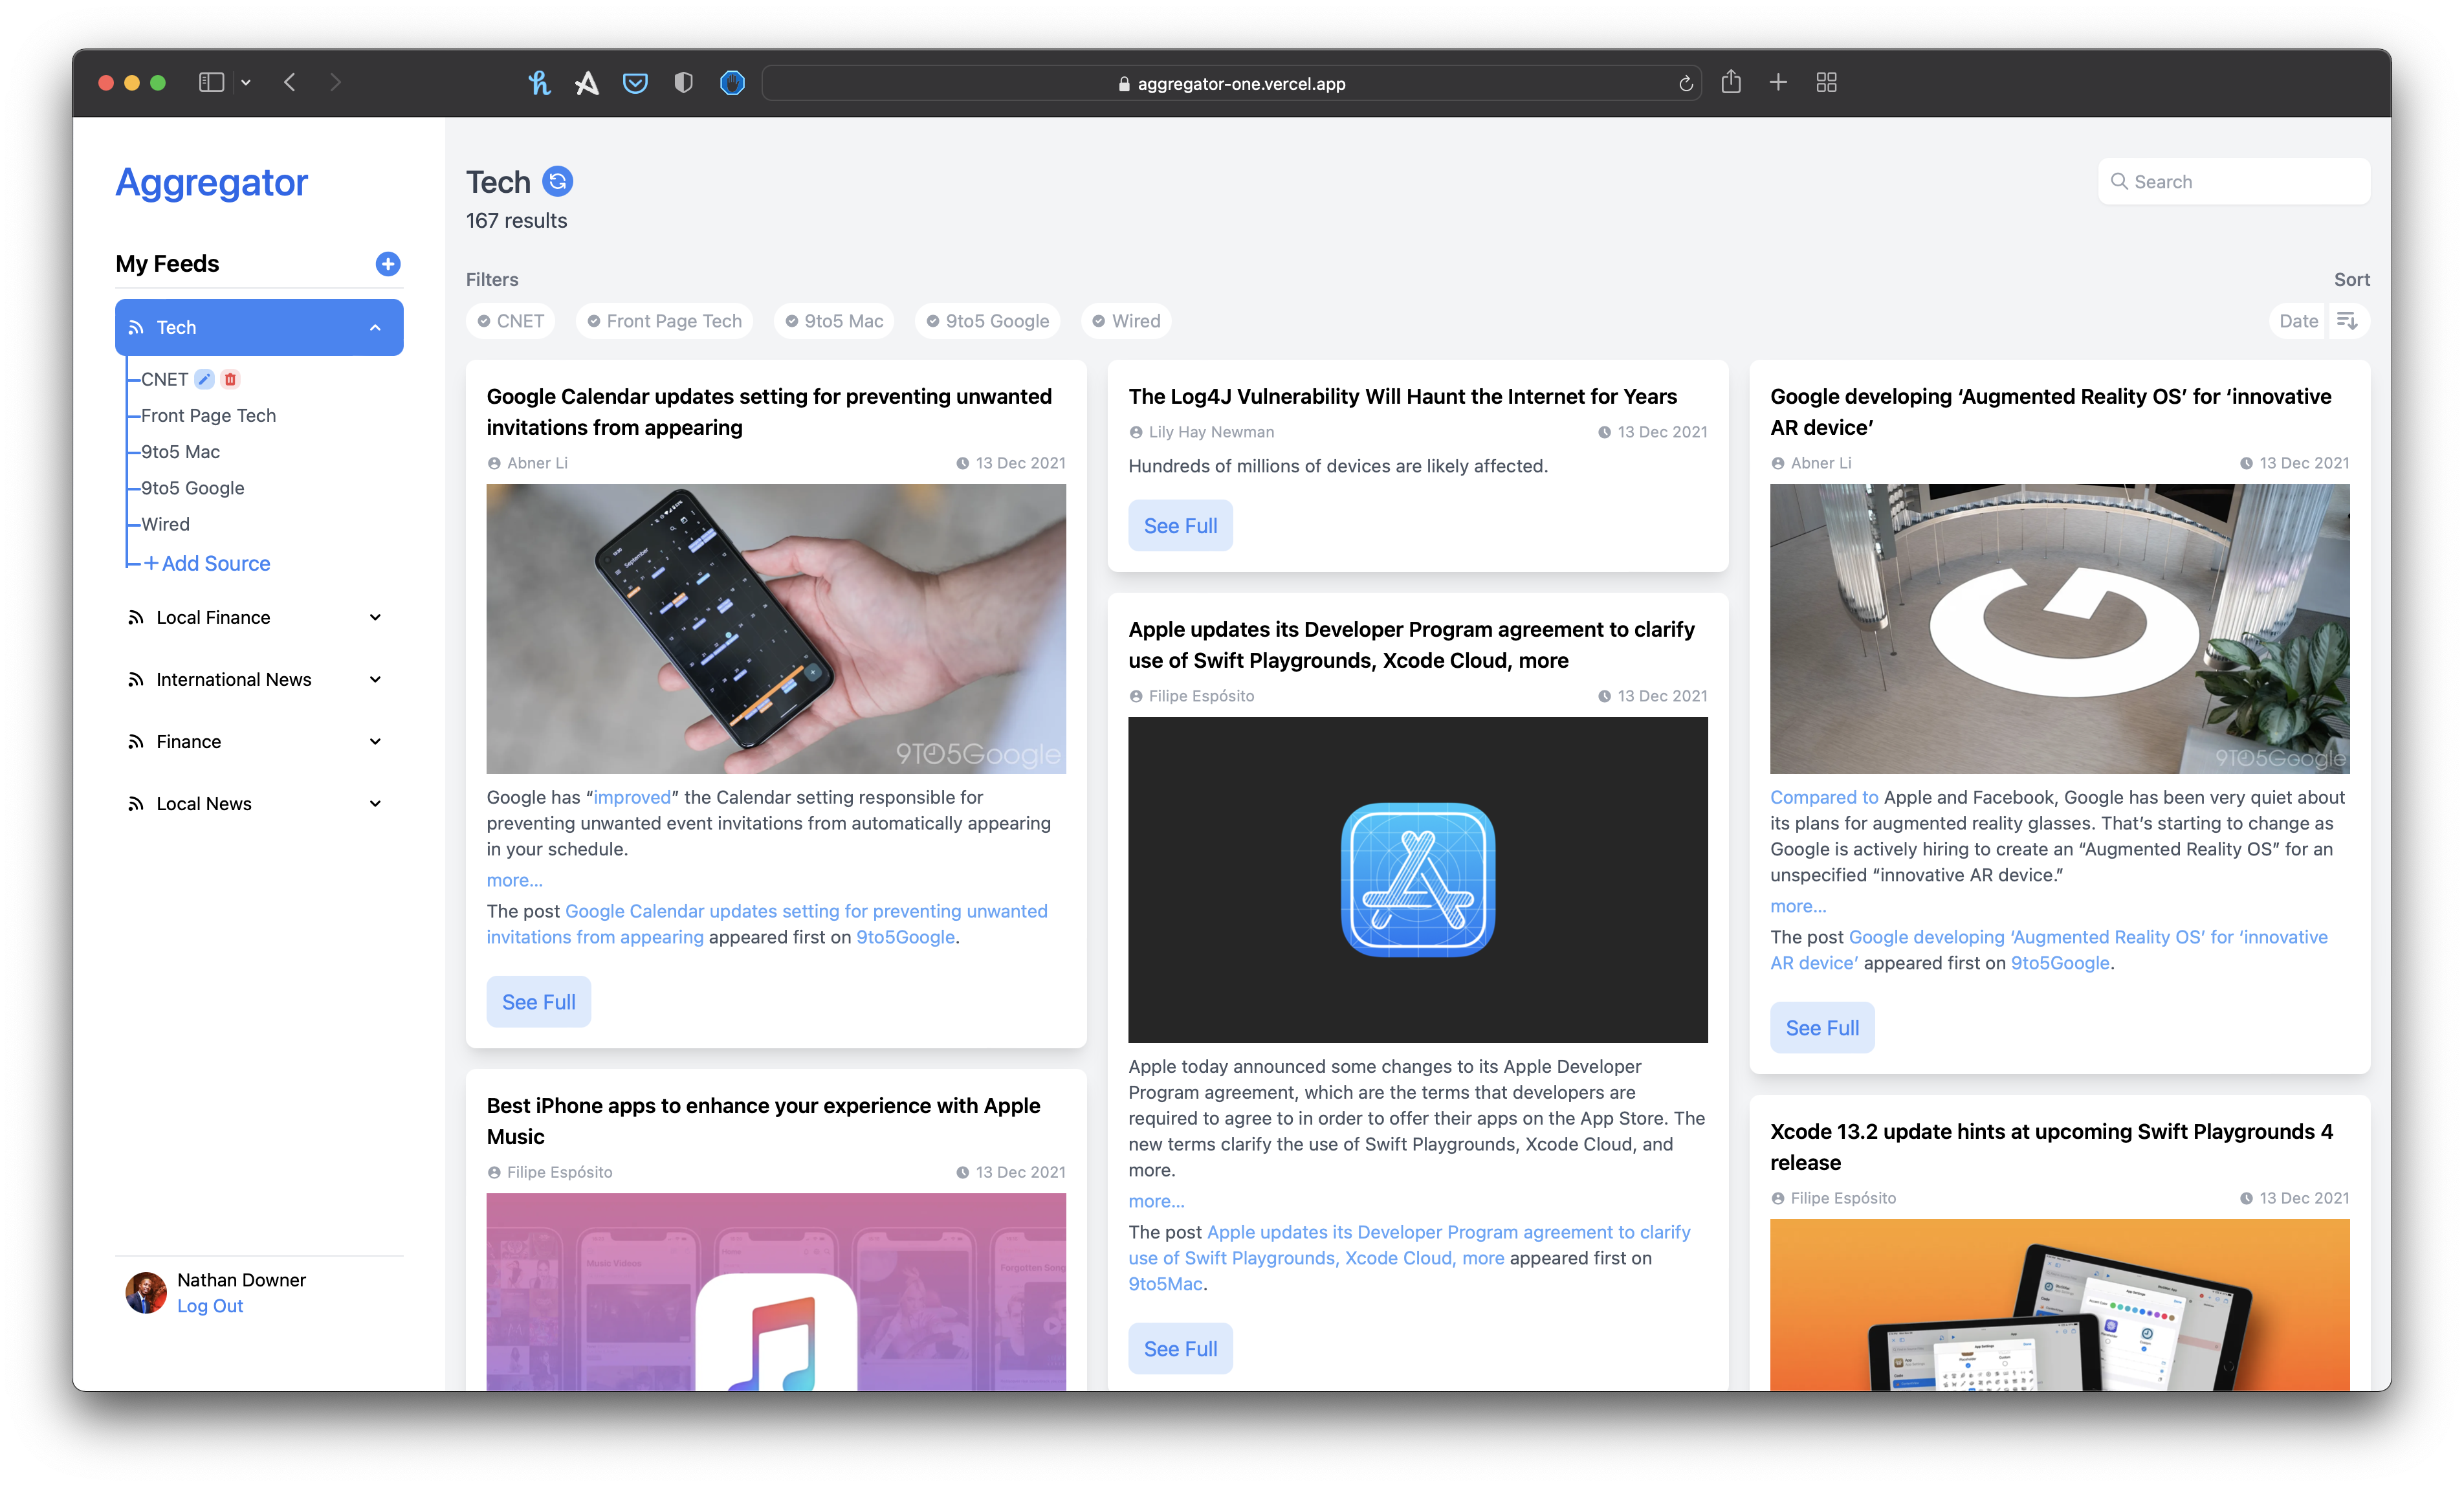 aggregator-one.vercel.app
Aggregator
My Feeds
Tech
CNET
Front Page Tech
9to5 Mac
9to5 Google
Wired
+Add Source
Local Finance
International News
Finance
Local News
Nathan Downer
Log Out
Tech
167 results
Search
Filters
Sort
CNET
Front Page Tech
9to5 Mac
9to5 Google
Wired
Date
Google Calendar updates setting for preventing unwanted
invitations from appearing
Abner Li
13 Dec 2021
September
9TO5Google
Google has “improved” the Calendar setting responsible for
preventing unwanted event invitations from automatically appearing
in your schedule.
more…
The post Google Calendar updates setting for preventing unwanted
invitations from appearing appeared first on 9to5Google.
See Full
Best iPhone apps to enhance your experience with Apple
Music
Filipe Espósito
13 Dec 2021
Music Videos
Home
Forgotten Song
The Log4J Vulnerability Will Haunt the Internet for Years
Lily Hay Newman
13 Dec 2021
Hundreds of millions of devices are likely affected.
See Full
Apple updates its Developer Program agreement to clarify
use of Swift Playgrounds, Xcode Cloud, more
Filipe Espósito
13 Dec 2021
Apple today announced some changes to its Apple Developer
Program agreement, which are the terms that developers are
required to agree to in order to offer their apps on the App Store. The
new terms clarify the use of Swift Playgrounds, Xcode Cloud, and
more.
more…
The post Apple updates its Developer Program agreement to clarify
use of Swift Playgrounds, Xcode Cloud, more appeared first on
9to5Mac.
See Full
Google developing ‘Augmented Reality OS’ for ‘innovative
AR device’
Abner Li
13 Dec 2021
9TO5Google
Compared to Apple and Facebook, Google has been very quiet about
its plans for augmented reality glasses. That’s starting to change as
Google is actively hiring to create an “Augmented Reality OS” for an
unspecified “innovative AR device.”
more…
The post Google developing ‘Augmented Reality OS’ for ‘innovative
AR device’ appeared first on 9to5Google.
See Full
Xcode 13.2 update hints at upcoming Swift Playgrounds 4
release
Filipe Espósito
13 Dec 2021
App Settings
App Settings